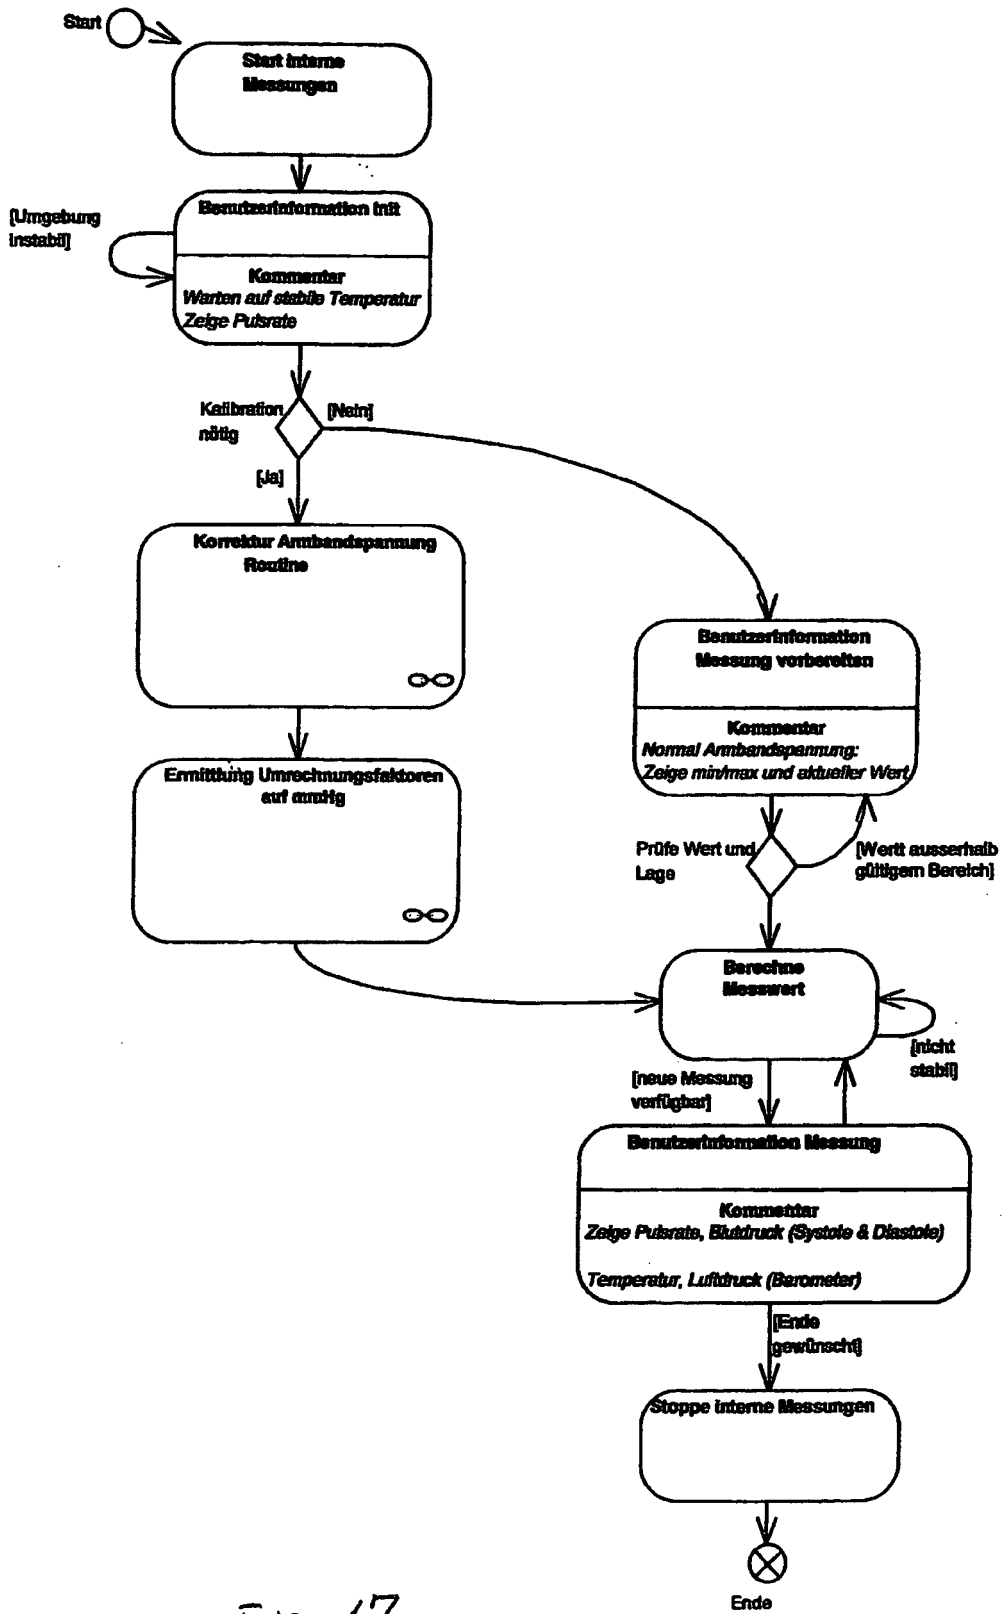 Start
Start interne
Messungen
[Umgebung
instabil]
Benutzerinformation Init
Kommentar
Warten auf stabile Temperatur
Zeige Pulsrate
Kalibration
nötig
[Nein]
[Ja]
Korrektur Armbandspannung
Routine
Benutzerinformation
Messung vorbereiten
Kommentar
Normal Armbandspannung:
Zeige min/max und aktueller Wert
Ermittlung Umrechnungsfaktoren
auf mmHg
Prüfe Wert und
Lage
[Wertt ausserhalb
gültigem Bereich]
Berechne
Messwert
[nicht
stabil]
[neue Messung
verfügbar]
Benutzerinformation Messung
Kommentar
Zeige Pulsrate, Blutdruck (Systole & Diastole)
Temperatur, Luftdruck (Barometer)
[Ende
gewünscht]
Stoppe interne Messungen
Ende